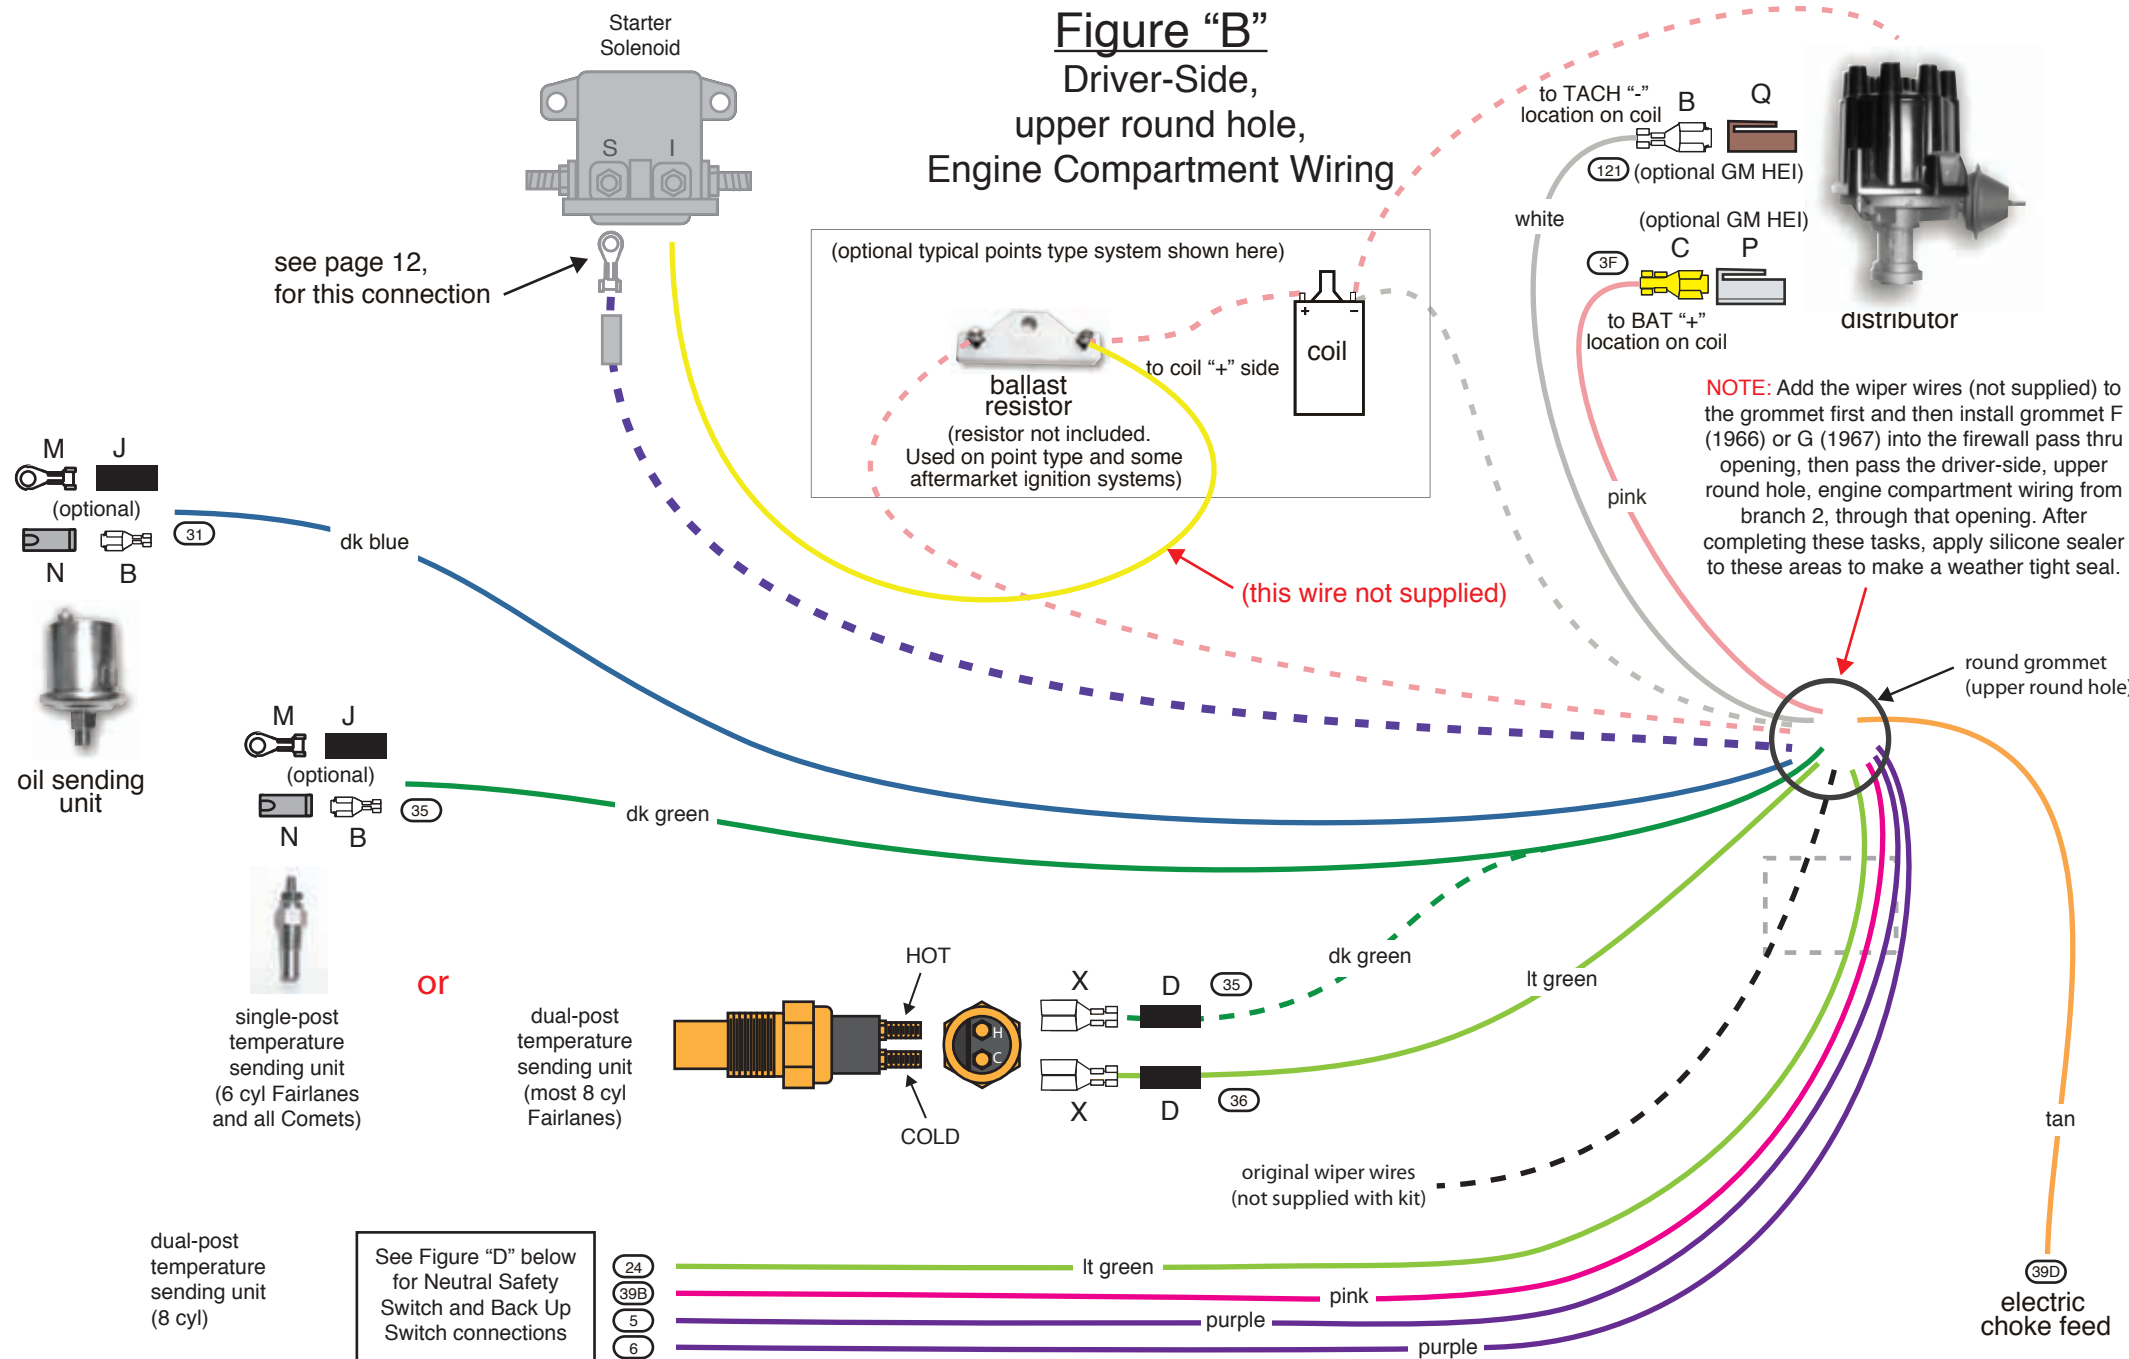 Figure “B”
Driver-Side,
upper round hole,
Engine Compartment Wiring
Starter
Solenoid
S
I
see page 12,
for this connection
(optional typical points type system shown here)
ballast
resistor
(resistor not included.
Used on point type and some
aftermarket ignition systems)
to coil “+” side
+
–
coil
(this wire not supplied)
to TACH “-”
location on coil
B
Q
121
(optional GM HEI)
white
(optional GM HEI)
C
P
3F
to BAT “+”
location on coil
distributor
pink
NOTE: Add the wiper wires (not supplied) to
the grommet first and then install grommet F
(1966) or G (1967) into the firewall pass thru
opening, then pass the driver-side, upper
round hole, engine compartment wiring from
branch 2, through that opening. After
completing these tasks, apply silicone sealer
to these areas to make a weather tight seal.
round grommet
(upper round hole)
M
J
(optional)
N
B
31
dk blue
oil sending
unit
M
J
(optional)
N
B
35
dk green
single-post
temperature
sending unit
(6 cyl Fairlanes
and all Comets)
or
dual-post
temperature
sending unit
(most 8 cyl
Fairlanes)
HOT
COLD
H
C
X
D
35
dk green
X
D
36
lt green
original wiper wires
(not supplied with kit)
tan
39D
electric
choke feed
dual-post
temperature
sending unit
(8 cyl)
See Figure “D” below
for Neutral Safety
Switch and Back Up
Switch connections
24
lt green
39B
pink
5
purple
6
purple